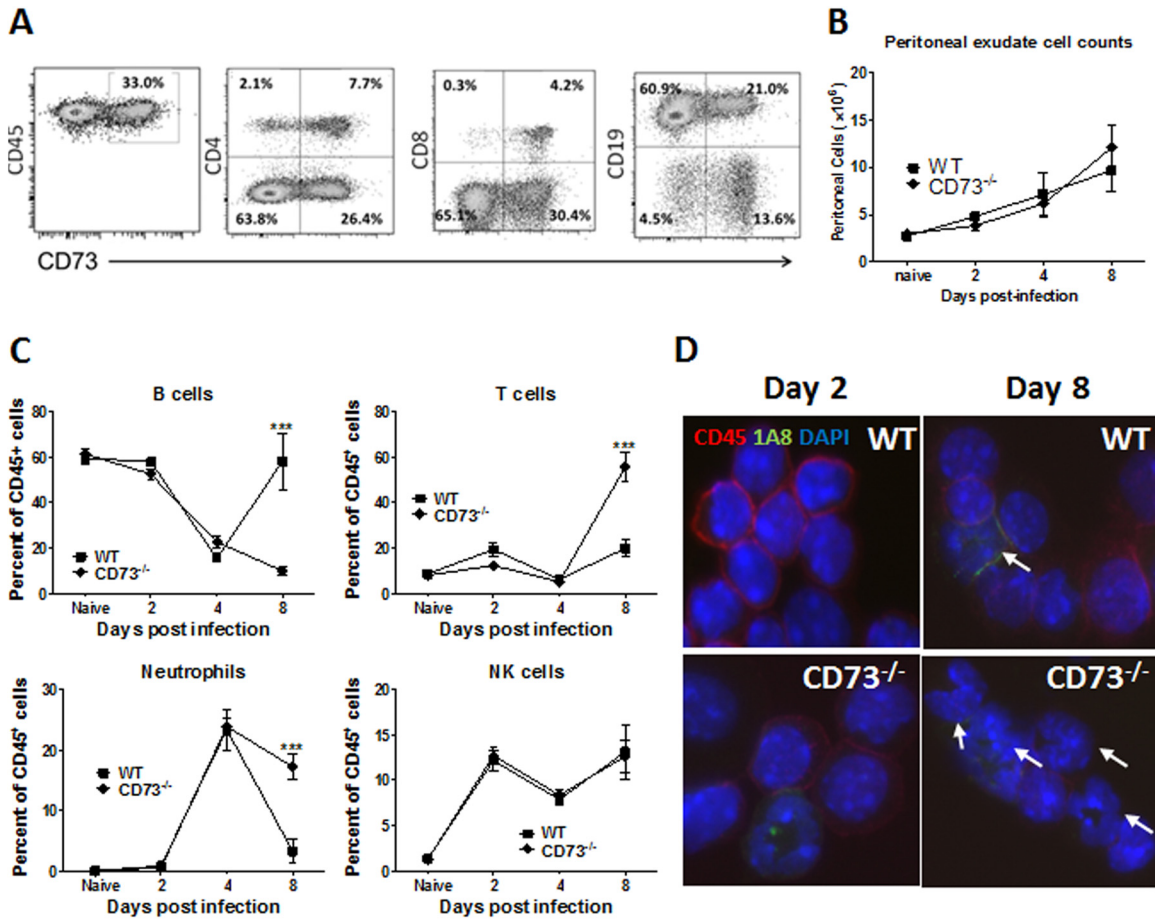 A
CD45
33.0%
CD4
2.1%
7.7%
63.8%
26.4%
CD8
0.3%
4.2%
65.1%
30.4%
CD19
60.9%
21.0%
4.5%
13.6%
CD73
B
Peritoneal exudate cell counts
Peritoneal Cells ( ×10⁶)
20
15
10
5
0
WT
CD73⁻/⁻
naive 2 4 8
Days post-infection
C
B cells
Percent of CD45+ cells
80
60
40
20
0
***
WT
CD73⁻/⁻
Naive 2 4 8
Days post infection
T cells
Percent of CD45⁺ cells
80
60
40
20
0
***
WT
CD73⁻/⁻
Naive 2 4 8
Days post infection
Neutrophils
Percent of CD45⁺ cells
30
20
10
0
***
WT
CD73⁻/⁻
Naive 2 4 8
Days post infection
NK cells
Percent of CD45⁺ cells
20
15
10
5
0
WT
CD73⁻/⁻
Naive 2 4 8
Days post infection
D
Day 2
Day 8
CD45 1A8 DAPI WT
WT
CD73⁻/⁻
CD73⁻/⁻